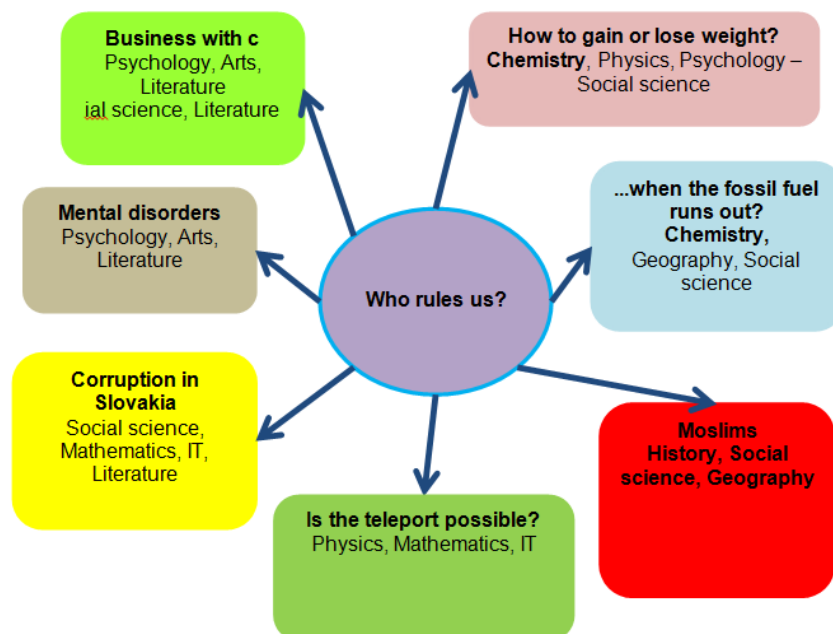 Business with c
Psychology, Arts,
Literature
ial science, Literature
How to gain or lose weight?
Chemistry, Physics, Psychology –
Social science
Mental disorders
Psychology, Arts,
Literature
...when the fossil fuel
runs out?
Chemistry,
Geography, Social
science
Who rules us?
Corruption in
Slovakia
Social science,
Mathematics, IT,
Literature
Is the teleport possible?
Physics, Mathematics, IT
Moslims
History, Social
science, Geography